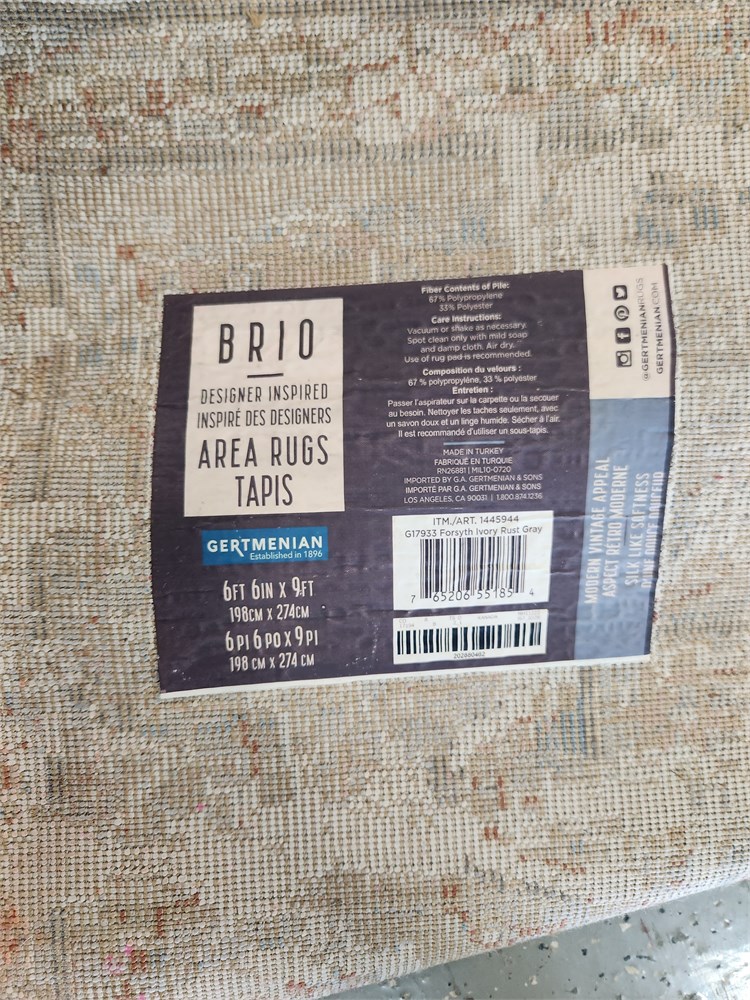 BRIO
DESIGNER INSPIRED
INSPIRÉ DES DESIGNERS
AREA RUGS
TAPIS
GERTMENIAN
Established in 1896
6FT 6IN X 9FT
198CM X 274CM
6PI 6PO X 9PI
198 CM X 274 CM
Fiber Contents of Pile:
67% Polypropylene
33% Polyester
Care Instructions:
Vacuum or shake as necessary.
Spot clean only with mild soap
and damp cloth. Air dry.
Use of rug pad is recommended.
Composition du velours :
67 % polypropylène, 33 % polyester
Entretien :
Passer l'aspirateur sur la carpette ou la secouer
au besoin. Nettoyer les taches seulement, avec
un savon doux et un linge humide. Sécher à l'air.
Il est recommandé d'utiliser un sous-tapis.
MADE IN TURKEY
FABRIQUÉ EN TURQUIE
RN26881 | MIL10-0720
IMPORTED BY G.A. GERTMENIAN & SONS
IMPORTÉ PAR G.A. GERTMENIAN & SONS
LOS ANGELES, CA 90031 | 1.800.874.1236
ITM./ART. 1445944
G17933 Forsyth Ivory Rust Gray
7 65206 55185 4
202880482
@GERTMENIANRUGS
GERTMENIAN.COM
MODERN VINTAGE APPEAL
ASPECT RÉTRO MODERNE
SILK LIKE SOFTNESS